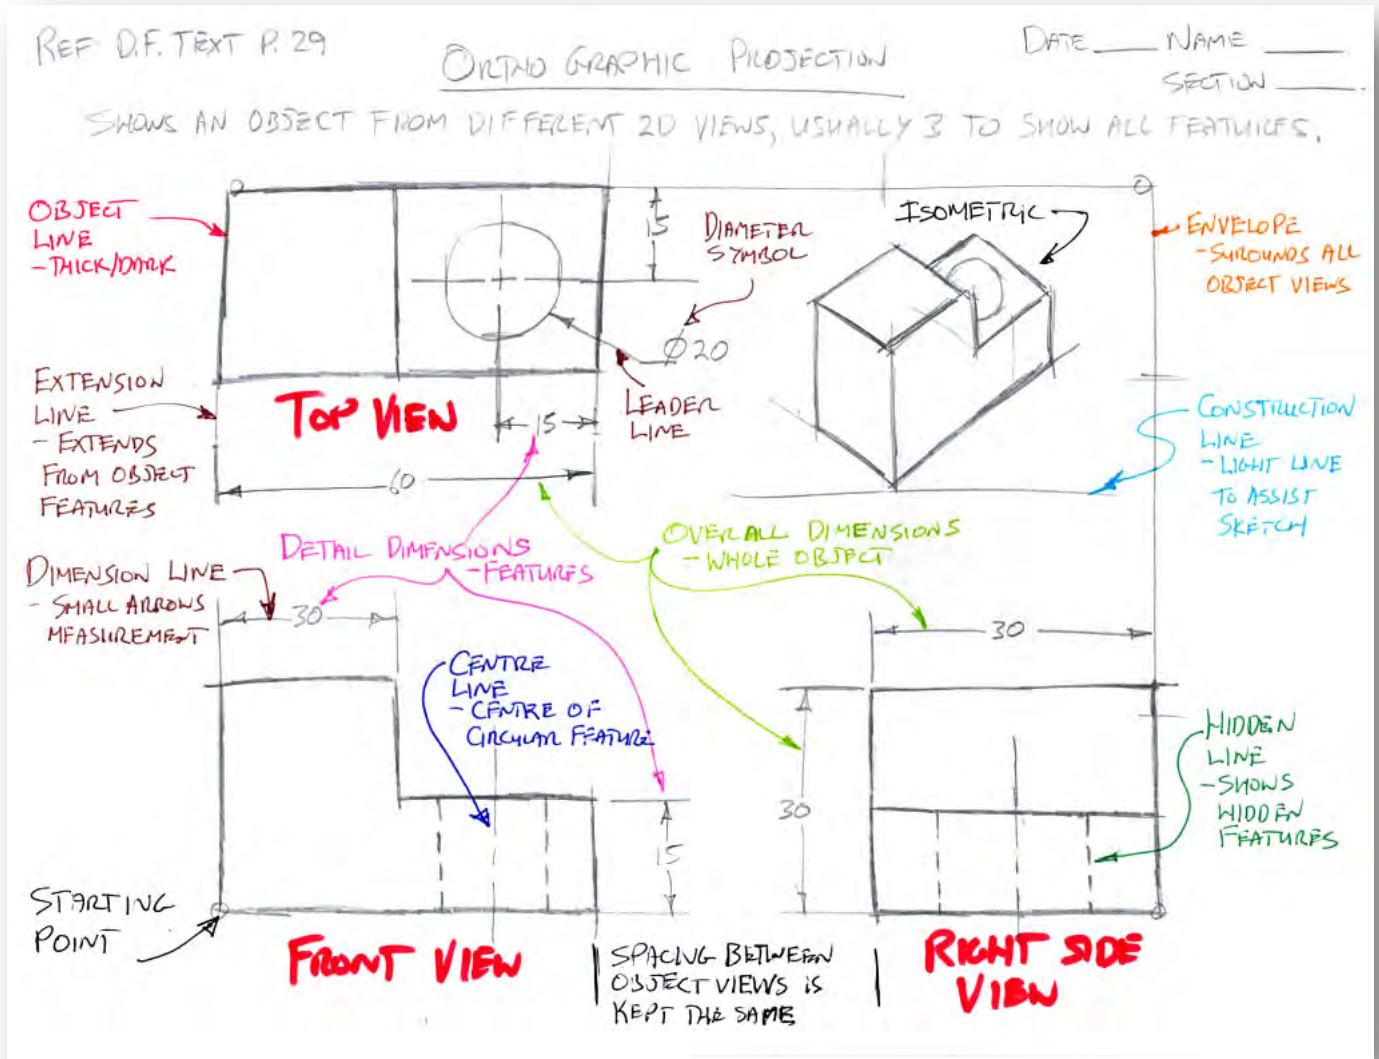 REF D.F. TEXT P. 29
ORTHO GRAPHIC PROJECTION
DATE ____ NAME ____
SECTION ____
SHOWS AN OBJECT FROM DIFFERENT 2D VIEWS, USUALLY 3 TO SHOW ALL FEATURES.
OBJECT
LINE
- THICK/DARK
15
DIAMETER
SYMBOL
ISOMETRIC
ENVELOPE
- SUROUNDS ALL
OBJECT VIEWS
Ø20
EXTENSION
LINE
- EXTENDS
FROM OBJECT
FEATURES
TOP VIEW
15
LEADER
LINE
CONSTRUCTION
LINE
- LIGHT LINE
TO ASSIST
SKETCH
60
DETAIL DIMENSIONS
- FEATURES
OVERALL DIMENSIONS
- WHOLE OBJECT
DIMENSION LINE
- SMALL ARROWS
MEASUREMENT
30
30
CENTRE
LINE
- CENTRE OF
CIRCULAR FEATURE
HIDDEN
LINE
- SHOWS
HIDDEN
FEATURES
30
15
STARTING
POINT
FRONT VIEW
SPACING BETWEEN
OBJECT VIEWS IS
KEPT THE SAME
RIGHT SIDE
VIEW